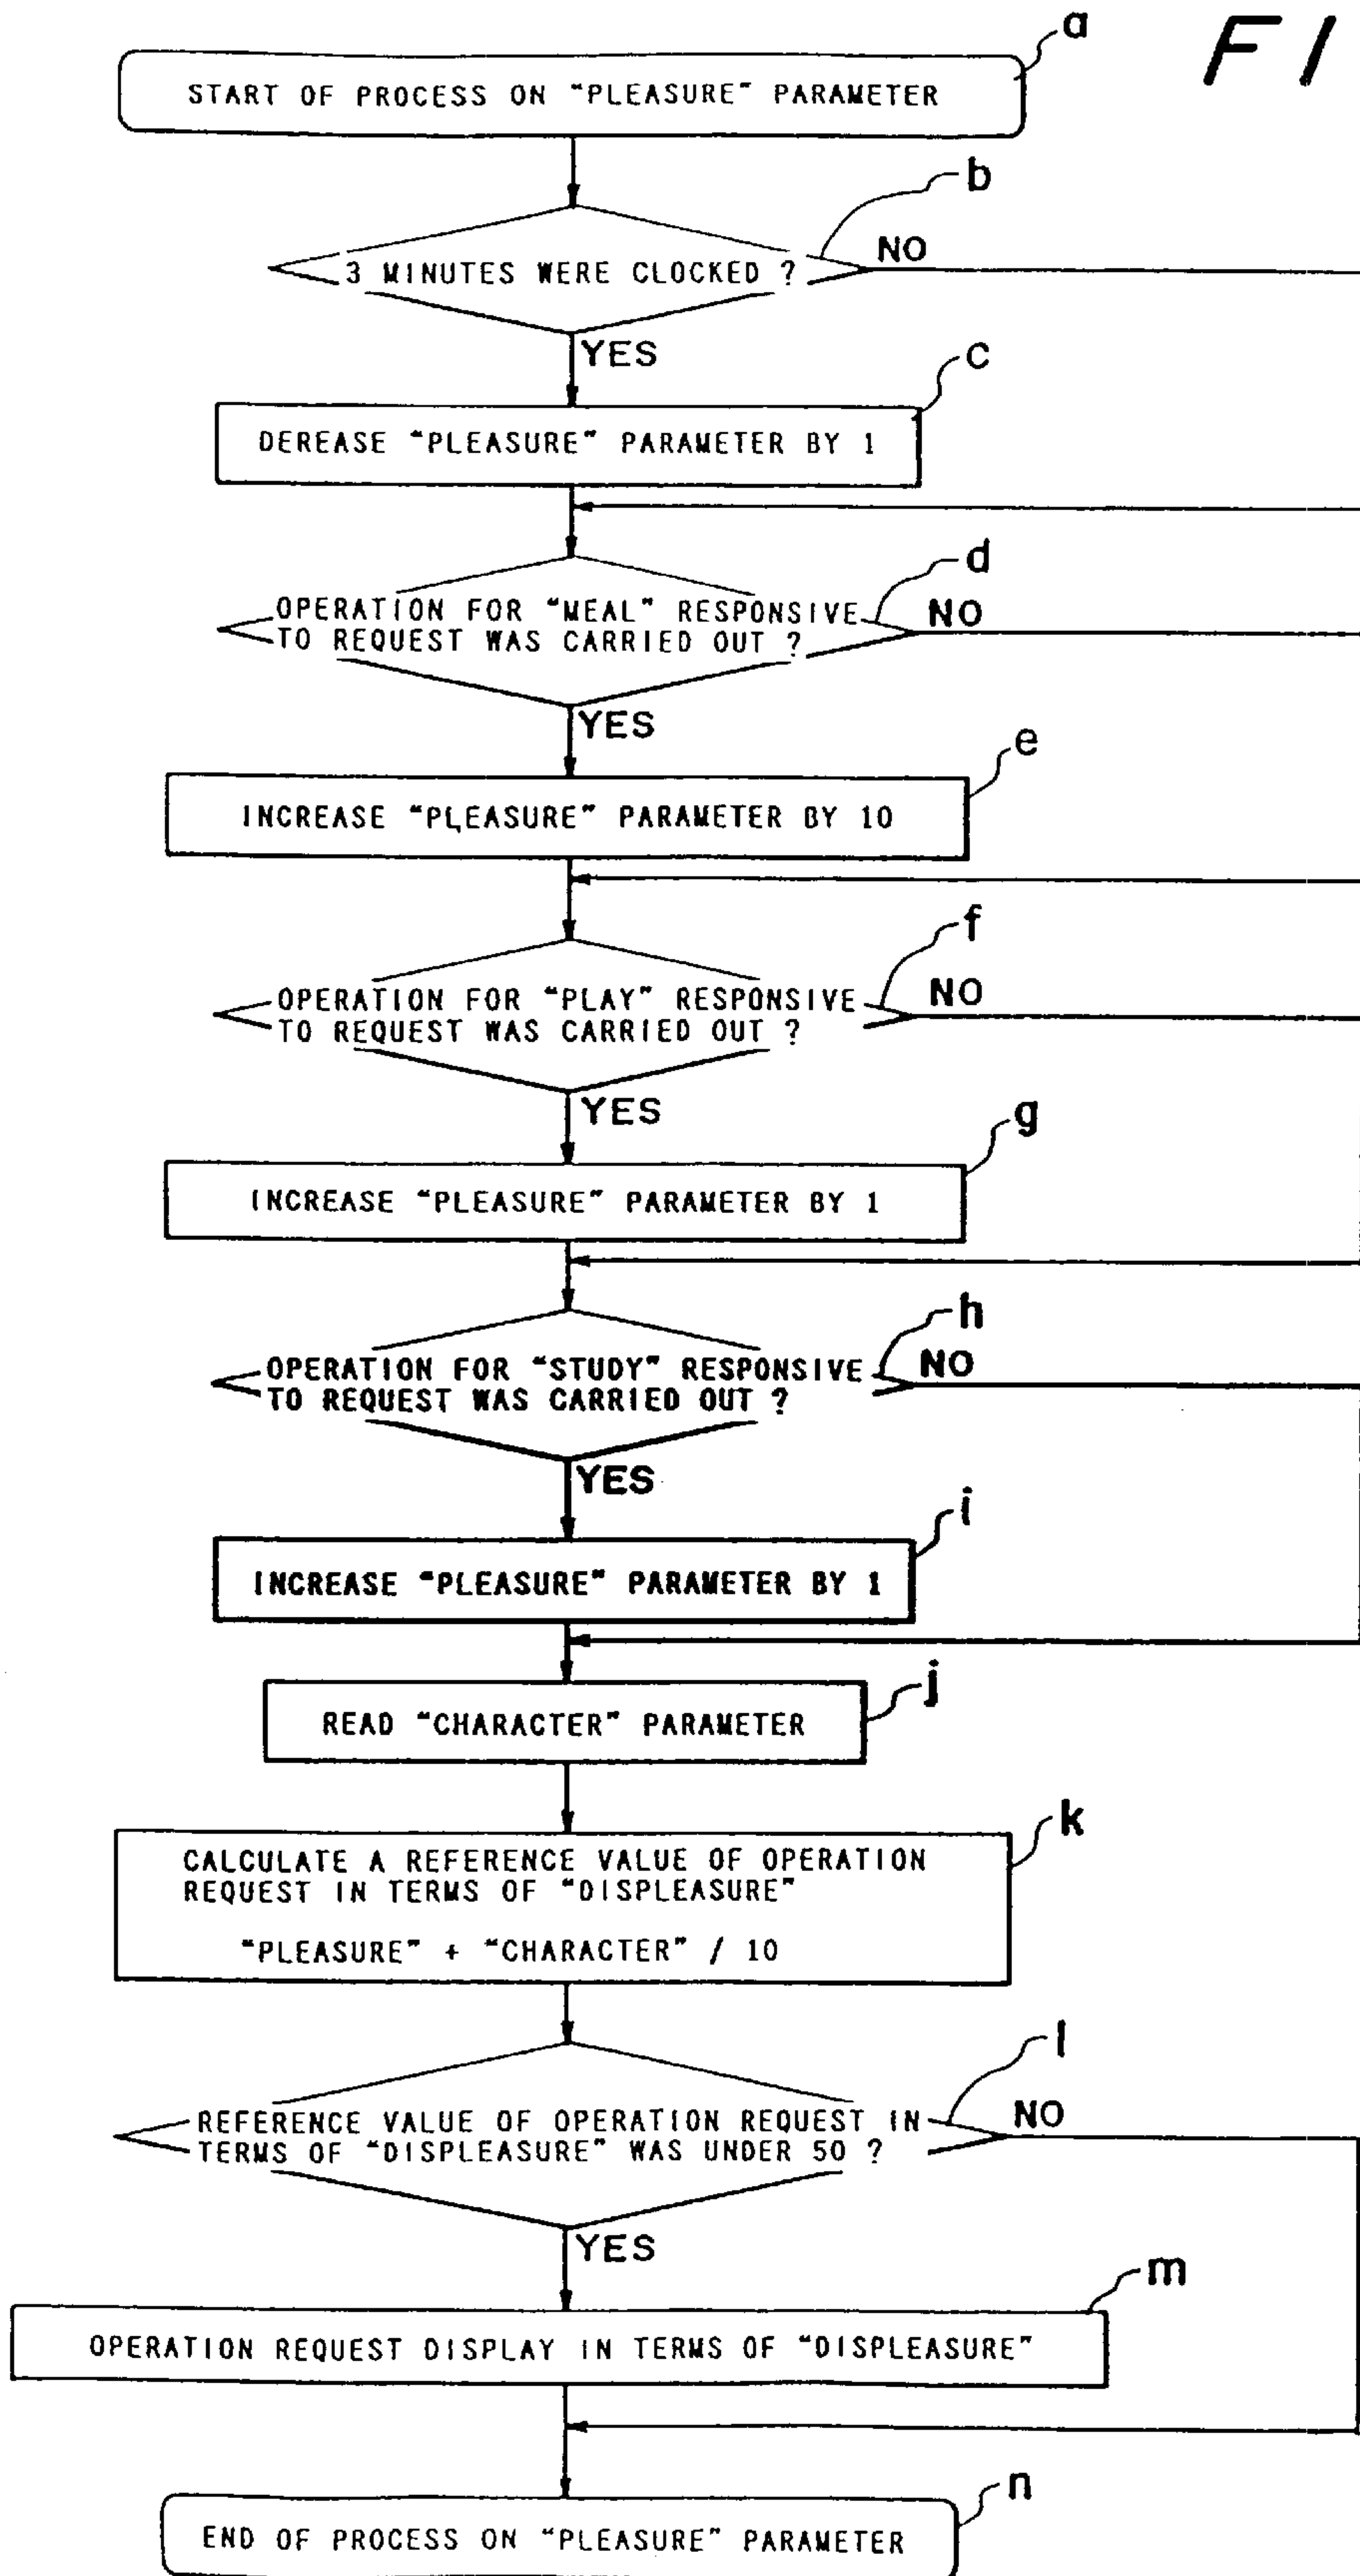 FI
a
START OF PROCESS ON "PLEASURE" PARAMETER
b
3 MINUTES WERE CLOCKED ?
NO
YES
c
DEREASE "PLEASURE" PARAMETER BY 1
d
OPERATION FOR "MEAL" RESPONSIVE
TO REQUEST WAS CARRIED OUT ?
NO
YES
e
INCREASE "PLEASURE" PARAMETER BY 10
f
OPERATION FOR "PLAY" RESPONSIVE
TO REQUEST WAS CARRIED OUT ?
NO
YES
g
INCREASE "PLEASURE" PARAMETER BY 1
h
OPERATION FOR "STUDY" RESPONSIVE
TO REQUEST WAS CARRIED OUT ?
NO
YES
i
INCREASE "PLEASURE" PARAMETER BY 1
j
READ "CHARACTER" PARAMETER
k
CALCULATE A REFERENCE VALUE OF OPERATION
REQUEST IN TERMS OF "DISPLEASURE"
"PLEASURE" + "CHARACTER" / 10
l
REFERENCE VALUE OF OPERATION REQUEST IN
TERMS OF "DISPLEASURE" WAS UNDER 50 ?
NO
YES
m
OPERATION REQUEST DISPLAY IN TERMS OF "DISPLEASURE"
n
END OF PROCESS ON "PLEASURE" PARAMETER